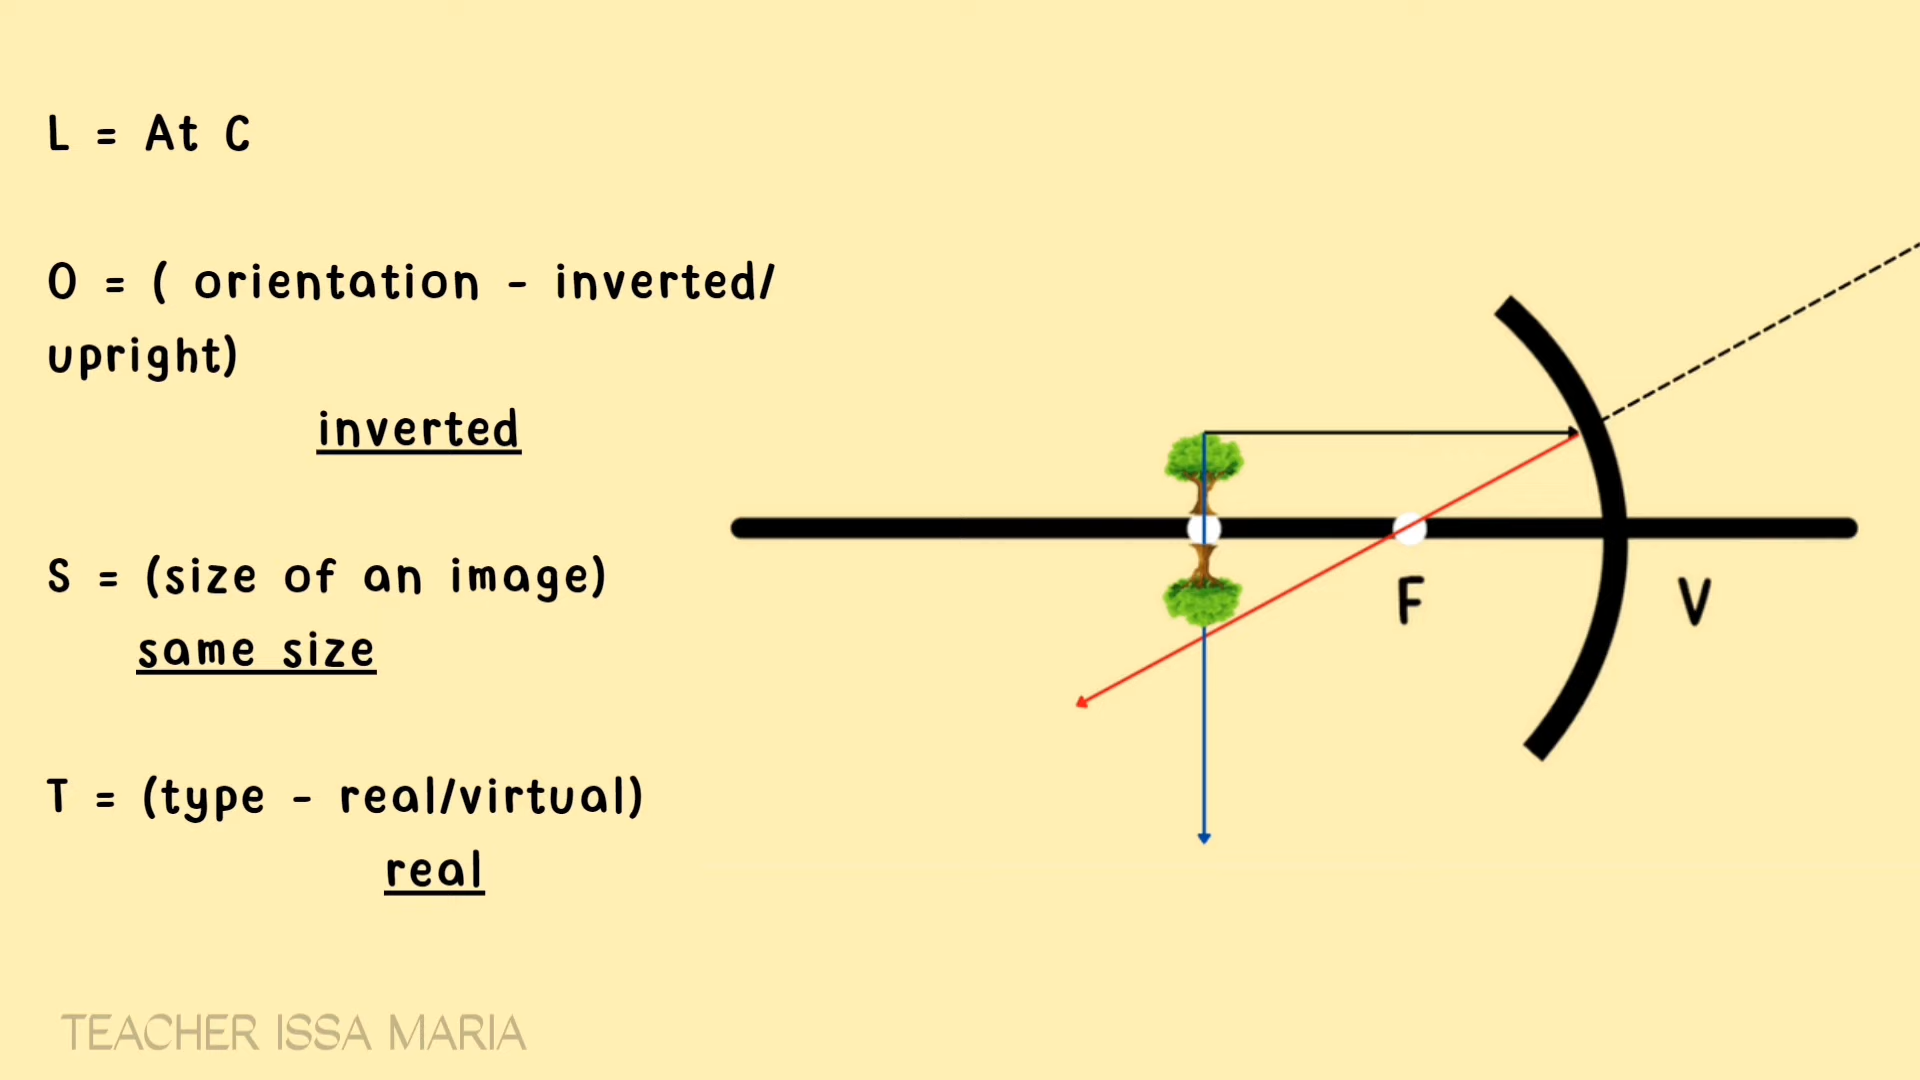 L = At C
O = ( orientation - inverted/
upright)
inverted
S = (size of an image)
same size
T = (type - real/virtual)
real
F
V
TEACHER ISSA MARIA